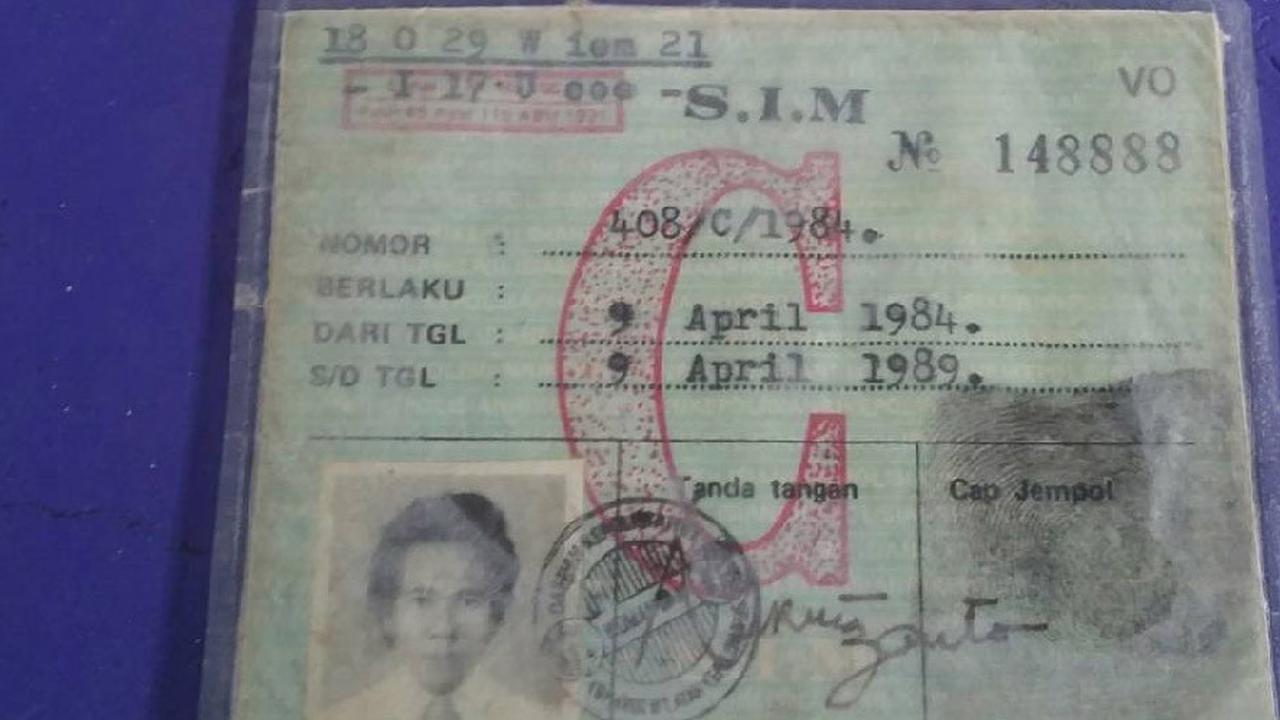 18 0 29 W iem 21
- I 17·U eoe -
S.I.M
VO
№ 148888
NOMOR : 408/C/1984.
BERLAKU :
DARI TGL : 9 April 1984.
S/D TGL : 9 April 1989.
C
Tanda tangan
Cap Jempol